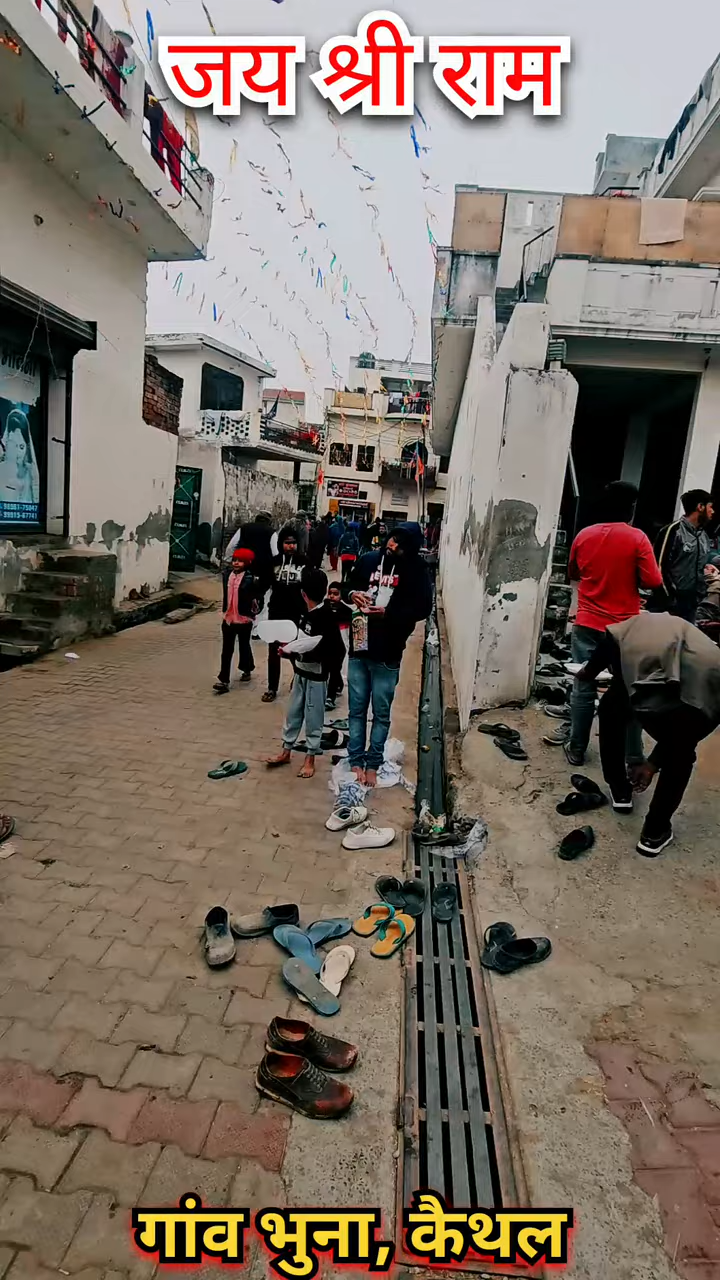 जय श्री राम
गांव भुना, कैथल